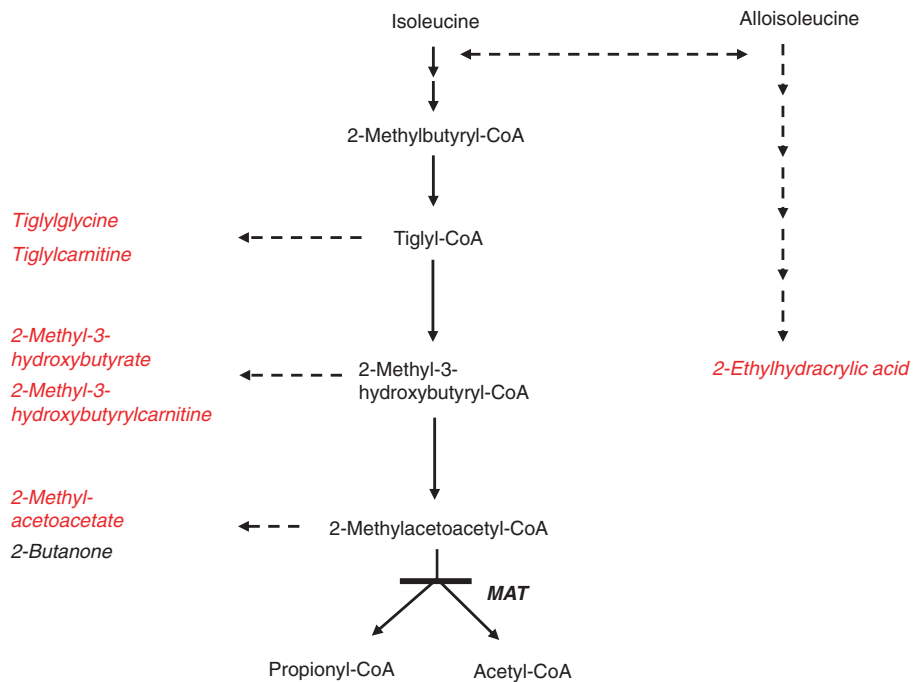 Isoleucine
Alloisoleucine
2-Methylbutyryl-CoA
Tiglylglycine
Tiglylcarnitine
Tiglyl-CoA
2-Methyl-3-
hydroxybutyrate
2-Methyl-3-
hydroxybutyrylcarnitine
2-Methyl-3-
hydroxybutyryl-CoA
2-Ethylhydracrylic acid
2-Methyl-
acetoacetate
2-Butanone
2-Methylacetoacetyl-CoA
MAT
Propionyl-CoA
Acetyl-CoA